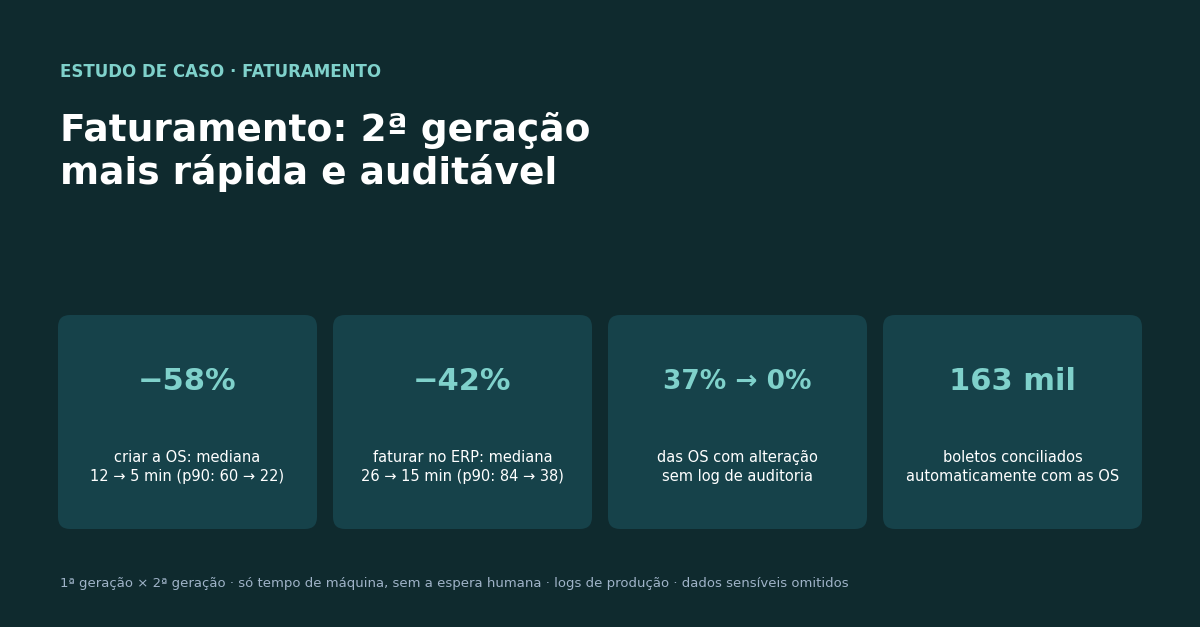 ESTUDO DE CASO · FATURAMENTO
Faturamento: 2ª geração
mais rápida e auditável
−58%
criar a OS: mediana
12 → 5 min (p90: 60 → 22)
−42%
faturar no ERP: mediana
26 → 15 min (p90: 84 → 38)
37% → 0%
das OS com alteração
sem log de auditoria
163 mil
boletos conciliados
automaticamente com as OS
1ª geração × 2ª geração · só tempo de máquina, sem a espera humana · logs de produção · dados sensíveis omitidos